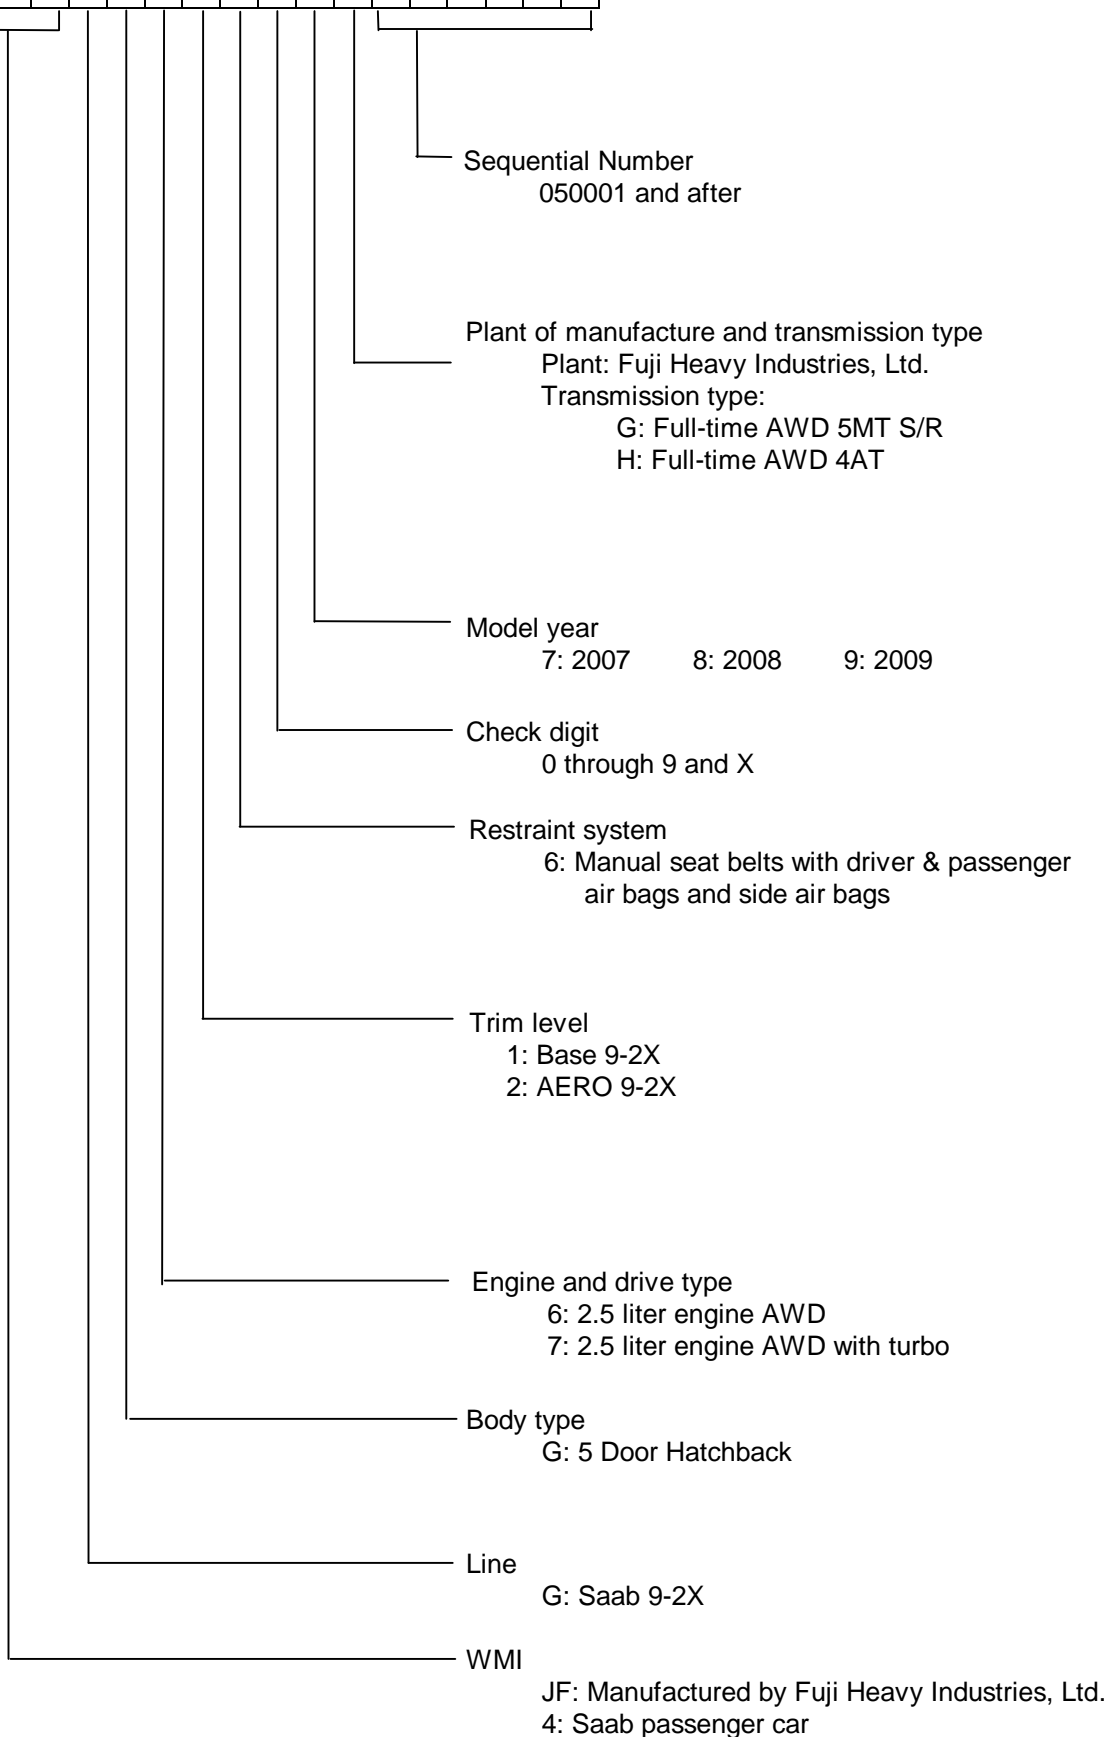 Sequential Number
050001 and after
Plant of manufacture and transmission type
Plant: Fuji Heavy Industries, Ltd.
Transmission type:
G: Full-time AWD 5MT S/R
H: Full-time AWD 4AT
Model year
7: 2007 8: 2008 9: 2009
Check digit
0 through 9 and X
Restraint system
6: Manual seat belts with driver & passenger
air bags and side air bags
Trim level
1: Base 9-2X
2: AERO 9-2X
Engine and drive type
6: 2.5 liter engine AWD
7: 2.5 liter engine AWD with turbo
Body type
G: 5 Door Hatchback
Line
G: Saab 9-2X
WMI
JF: Manufactured by Fuji Heavy Industries, Ltd.
4: Saab passenger car